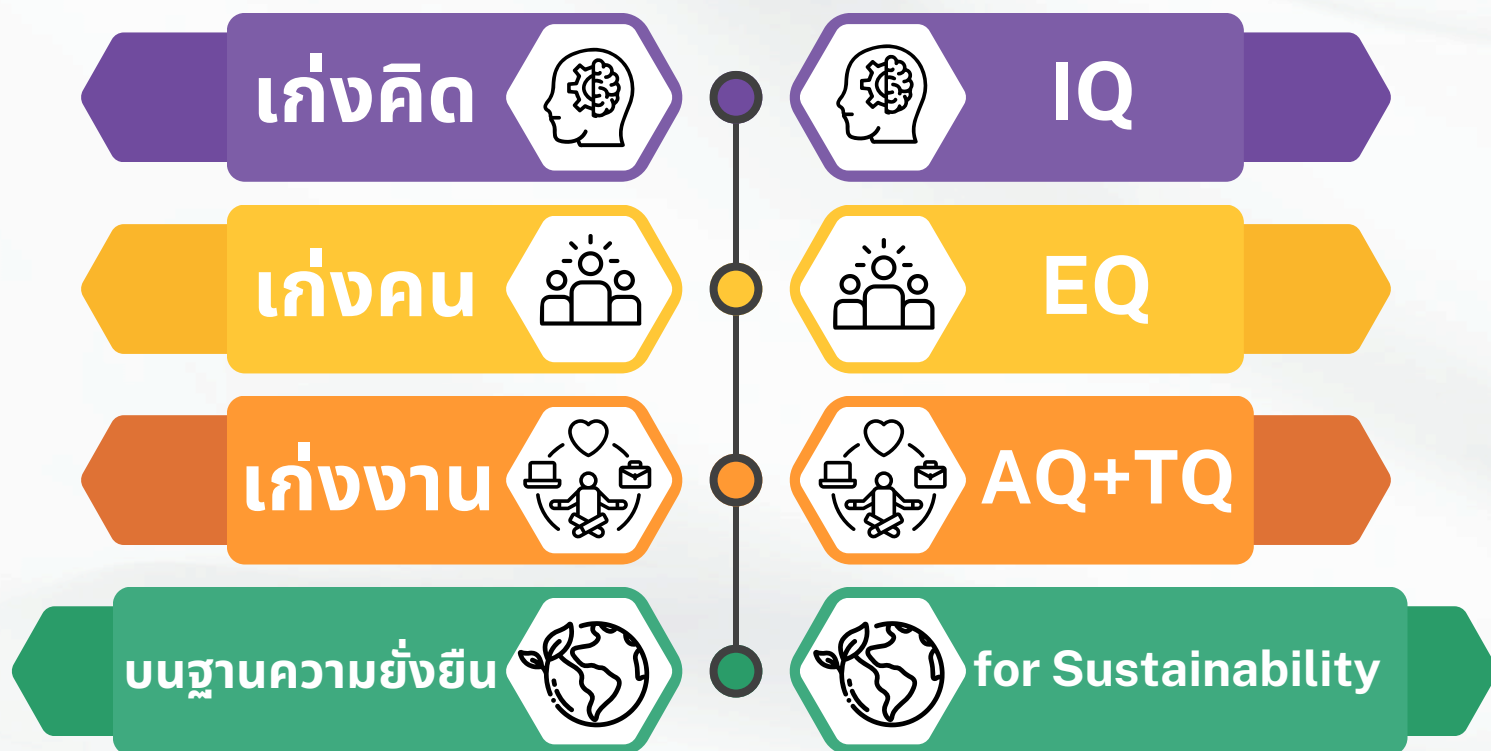 เก่งคิด
IQ
เก่งคน
EQ
เก่งงาน
AQ+TQ
บนฐานความยั่งยืน
for Sustainability